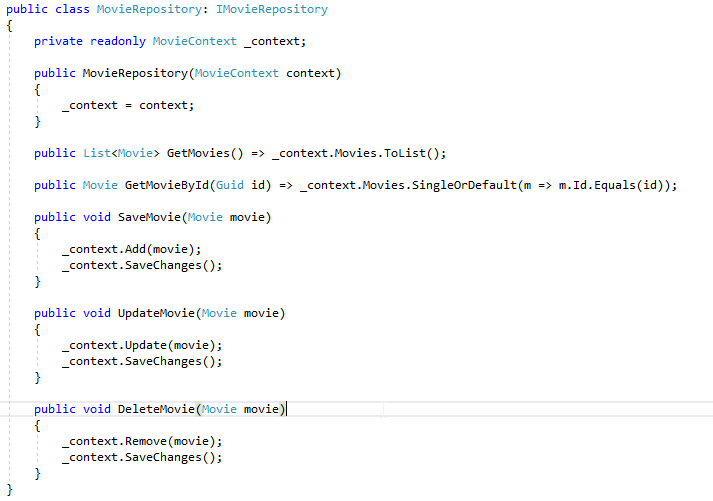 public class MovieRepository: IMovieRepository
{
    private readonly MovieContext _context;

    public MovieRepository(MovieContext context)
    {
        _context = context;
    }

    public List<Movie> GetMovies() => _context.Movies.ToList();

    public Movie GetMovieById(Guid id) => _context.Movies.SingleOrDefault(m => m.Id.Equals(id));

    public void SaveMovie(Movie movie)
    {
        _context.Add(movie);
        _context.SaveChanges();
    }

    public void UpdateMovie(Movie movie)
    {
        _context.Update(movie);
        _context.SaveChanges();
    }

    public void DeleteMovie(Movie movie)
    {
        _context.Remove(movie);
        _context.SaveChanges();
    }
}